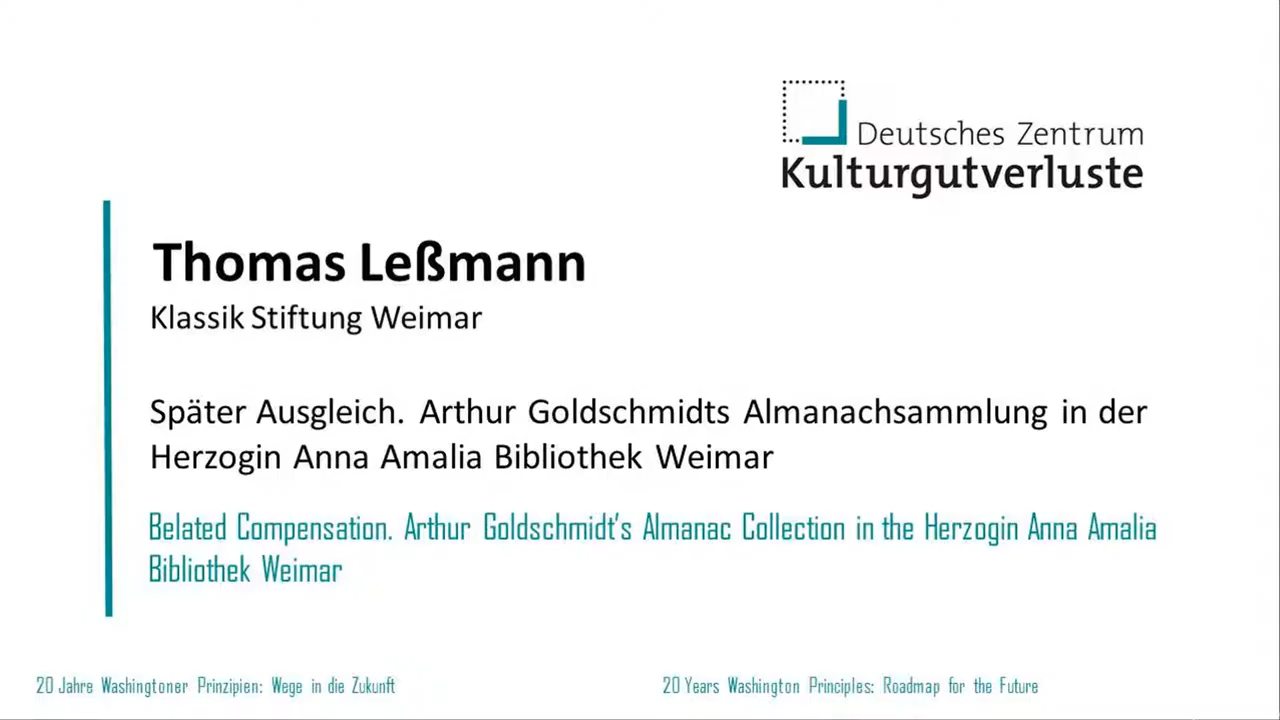 Deutsches Zentrum
Kulturgutverluste
Thomas Leßmann
Klassik Stiftung Weimar
Später Ausgleich. Arthur Goldschmidts Almanachsammlung in der
Herzogin Anna Amalia Bibliothek Weimar
Belated Compensation. Arthur Goldschmidt's Almanac Collection in the Herzogin Anna Amalia
Bibliothek Weimar
20 Jahre Washingtoner Prinzipien: Wege in die Zukunft
20 Years Washington Principles: Roadmap for the Future